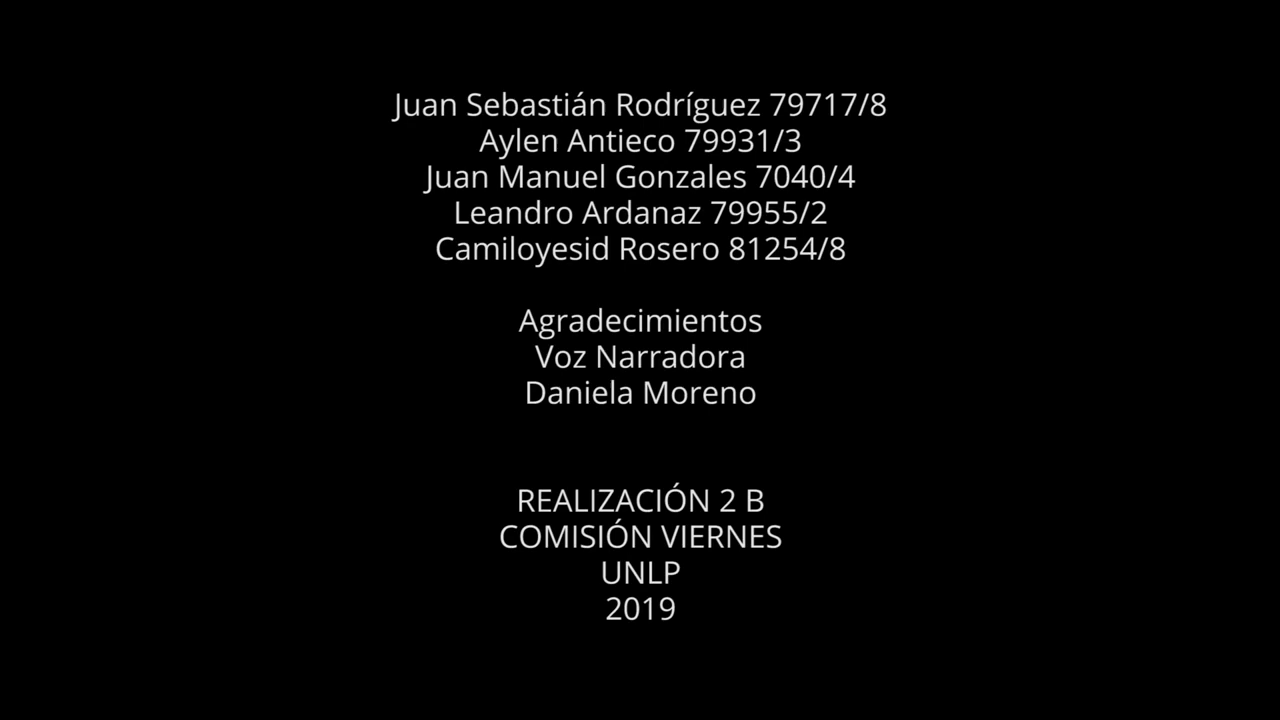 Juan Sebastián Rodríguez 79717/8
Aylen Antieco 79931/3
Juan Manuel Gonzales 7040/4
Leandro Ardanaz 79955/2
Camiloyesid Rosero 81254/8
Agradecimientos
Voz Narradora
Daniela Moreno
REALIZACIÓN 2 B
COMISIÓN VIERNES
UNLP
2019